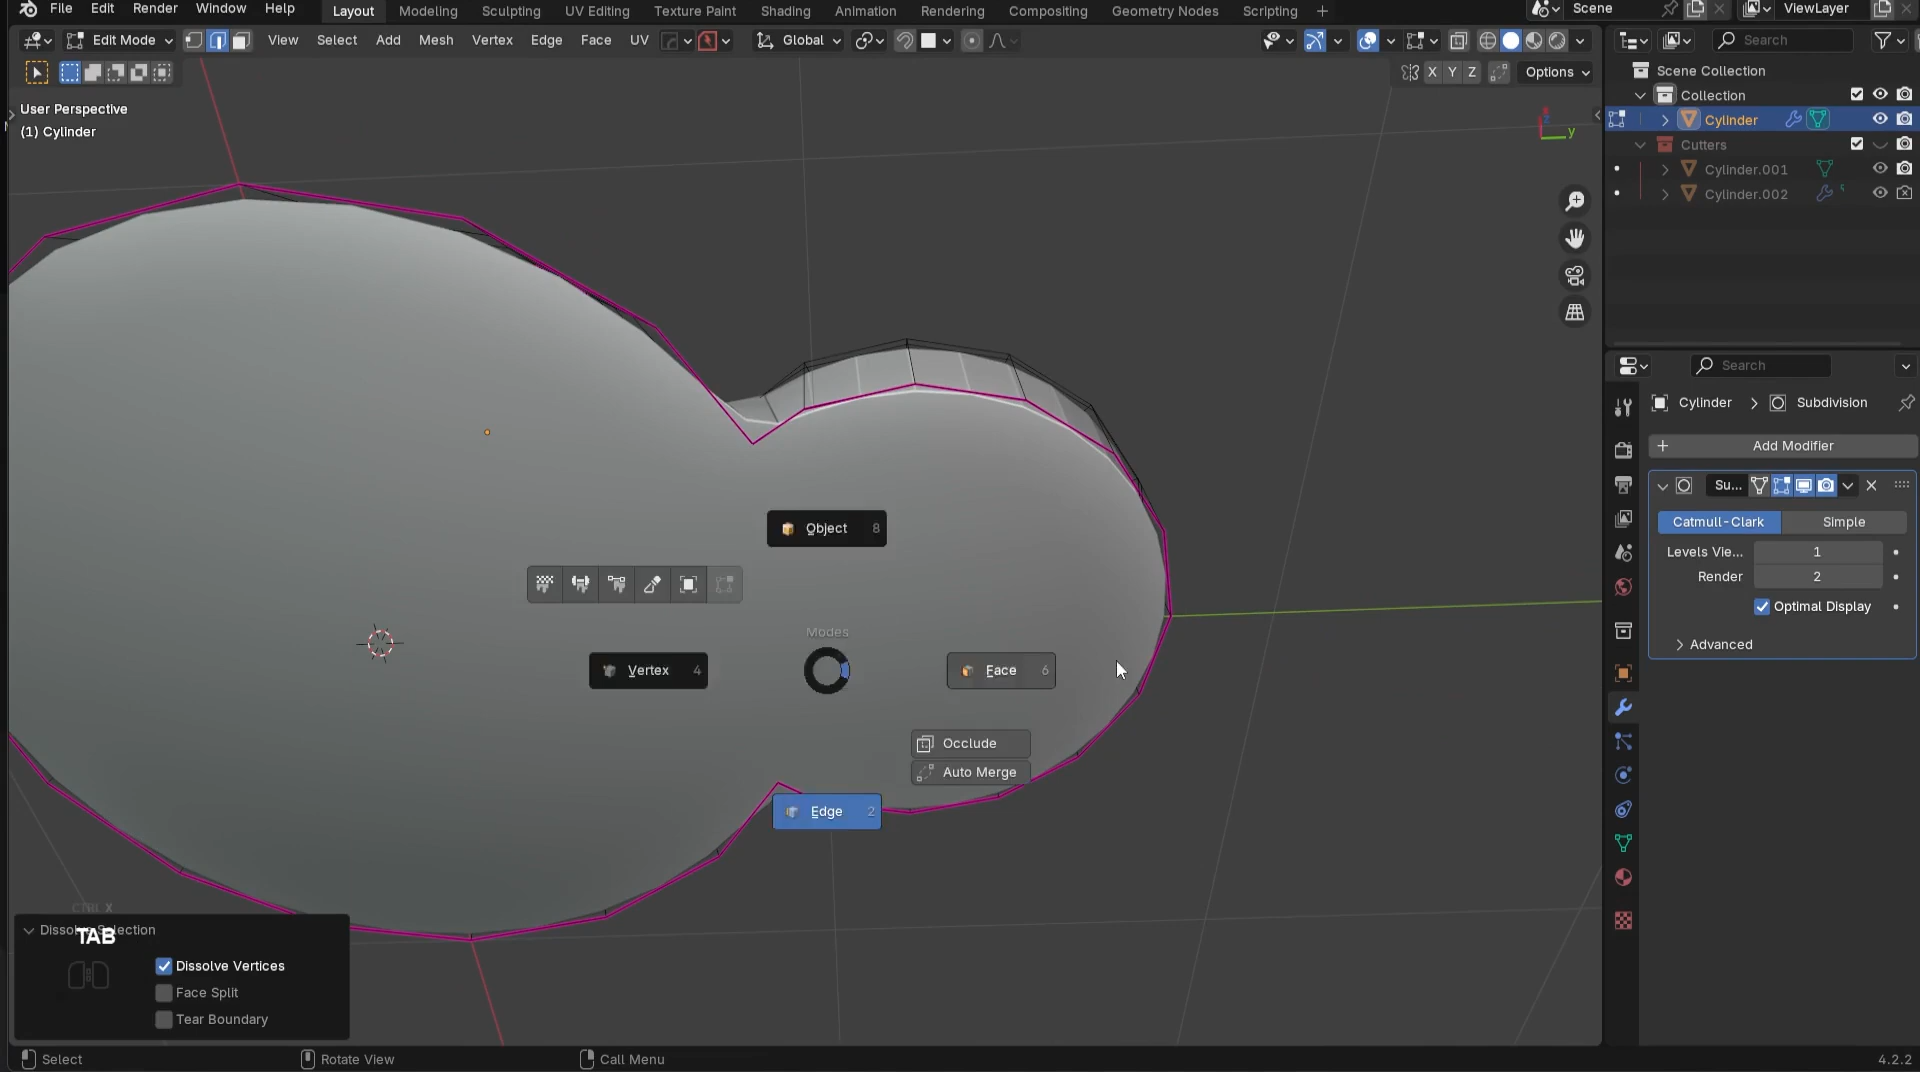 File Edit Render Window Help Layout Modeling Sculpting UV Editing Texture Paint Shading Animation Rendering Compositing Geometry Nodes Scripting + Scene ViewLayer
Edit Mode View Select Add Mesh Vertex Edge Face UV Global Search
X Y Z Options
Scene Collection
Collection
Cylinder
Cutters
Cylinder.001
Cylinder.002
User Perspective
(1) Cylinder
y
Search
Cylinder > Subdivision
+ Add Modifier
Su...
Catmull-Clark Simple
Levels Vie... 1
Render 2
Optimal Display
Advanced
Object 8
Modes
Vertex 4
Face 6
Occlude
Auto Merge
Edge 2
CTRL X
TAB
Dissolve Selection
Dissolve Vertices
Face Split
Tear Boundary
Select Rotate View Call Menu 4.2.2